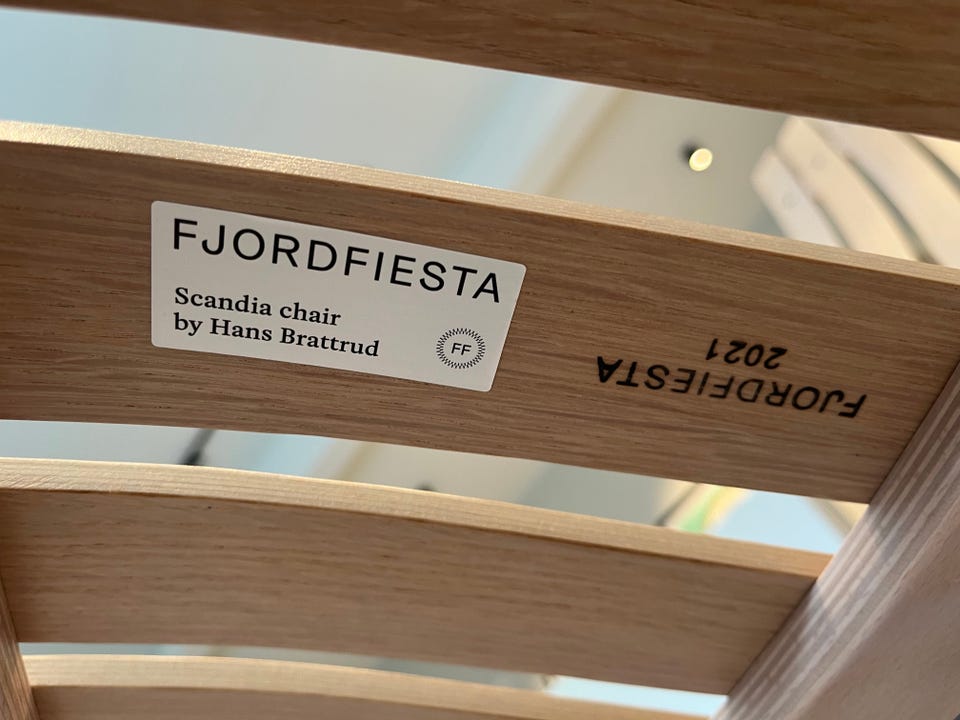 FJORDFIESTA
Scandia chair
by Hans Brattrud
FF
FJORDFIESTA
2021